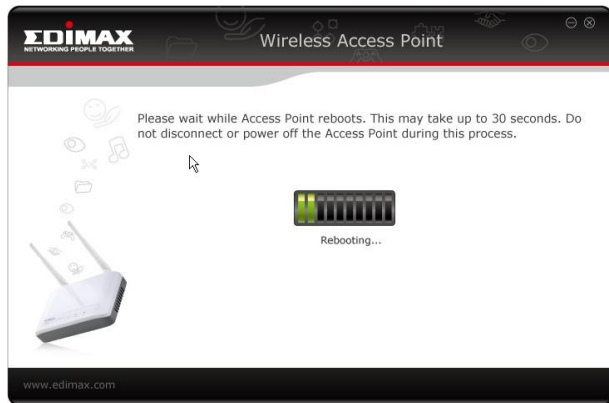 EDIMAX
NETWORKING PEOPLE TOGETHER
Wireless Access Point
Please wait while Access Point reboots. This may take up to 30 seconds. Do
not disconnect or power off the Access Point during this process.
Rebooting...
www.edimax.com